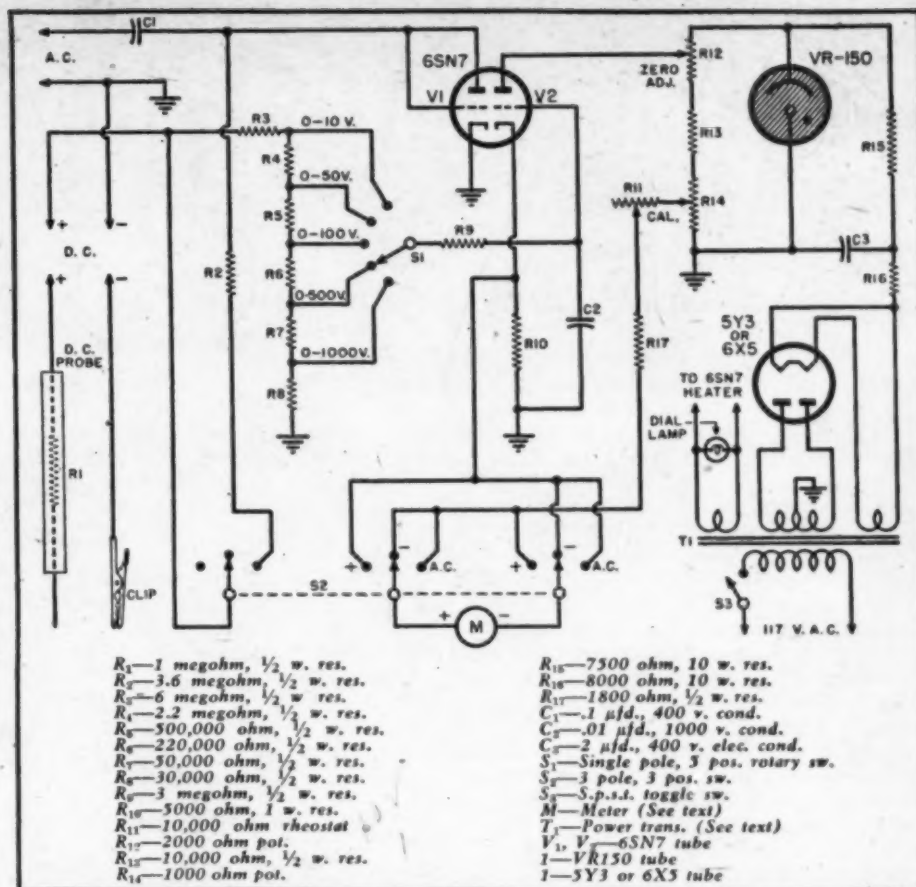 C1
A.C.
6SN7
V1
V2
R12
ZERO
ADJ.
VR-150
R3
0-10 V.
R4
0-50V.
R5
0-100V.
R6
0-500V.
R7
0-1000V.
R8
S1
R9
R2
R10
C2
R11
CAL.
R13
R14
R15
C3
R16
R17
+ -
D. C.
+ -
D. C.
PROBE
R1
CLIP
5Y3
OR
6X5
TO 6SN7
HEATER
DIAL
LAMP
T1
S3
117 V. A.C.
+ - A.C.
+ - A.C.
S2
+ M -
R1—1 megohm, 1/2 w. res.
R2—3.6 megohm, 1/2 w. res.
R3—6 megohm, 1/2 w. res.
R4—2.2 megohm, 1/2 w. res.
R5—500,000 ohm, 1/2 w. res.
R6—220,000 ohm, 1/2 w. res.
R7—50,000 ohm, 1/2 w. res.
R8—30,000 ohm, 1/2 w. res.
R9—3 megohm, 1/2 w. res.
R10—5000 ohm, 1 w. res.
R11—10,000 ohm rheostat
R12—2000 ohm pot.
R13—10,000 ohm, 1/2 w. res.
R14—1000 ohm pot.
R15—7500 ohm, 10 w. res.
R16—8000 ohm, 10 w. res.
R17—1800 ohm, 1/2 w. res.
C1—.1 μfd., 400 v. cond.
C2—.01 μfd., 1000 v. cond.
C3—2 μfd., 400 v. elec. cond.
S1—Single pole, 5 pos. rotary sw.
S2—3 pole, 3 pos. sw.
S3—S.p.s.t. toggle sw.
M—Meter (See text)
T1—Power trans. (See text)
V1, V2—6SN7 tube
1—VR150 tube
1—5Y3 or 6X5 tube